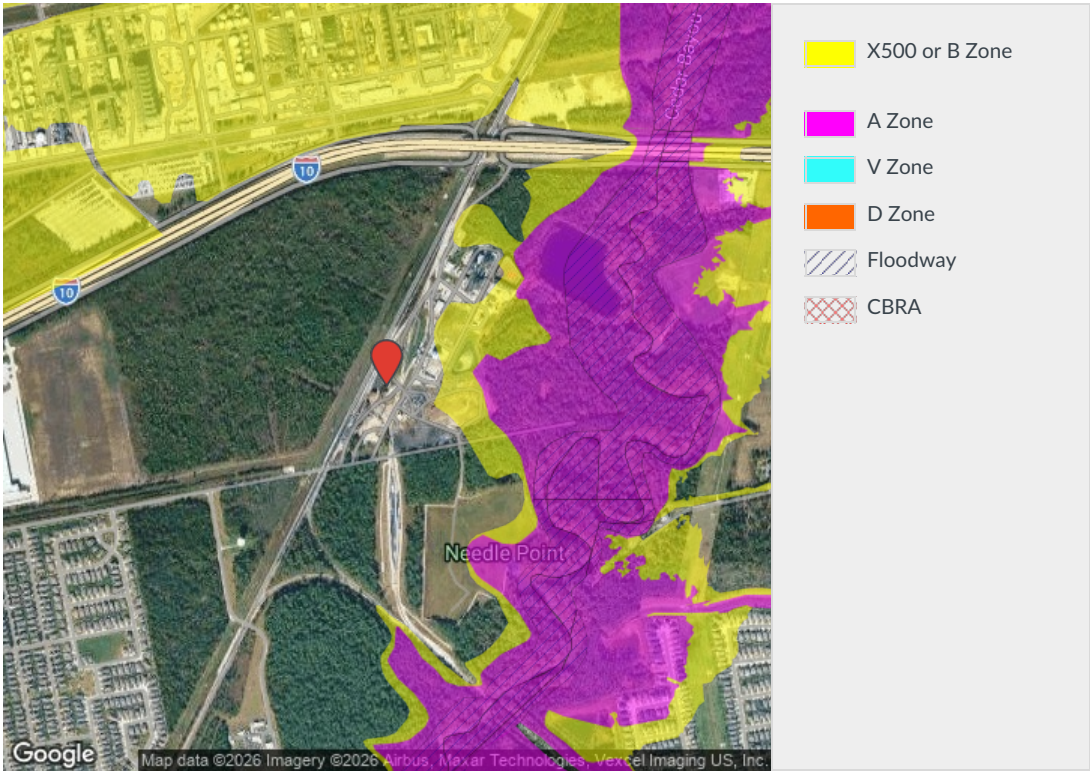 Cedar Bayou
10
10
Needle Point
Google
Map data ©2026 Imagery ©2026 Airbus, Maxar Technologies, Vexcel Imaging US, Inc.
X500 or B Zone
A Zone
V Zone
D Zone
Floodway
CBRA